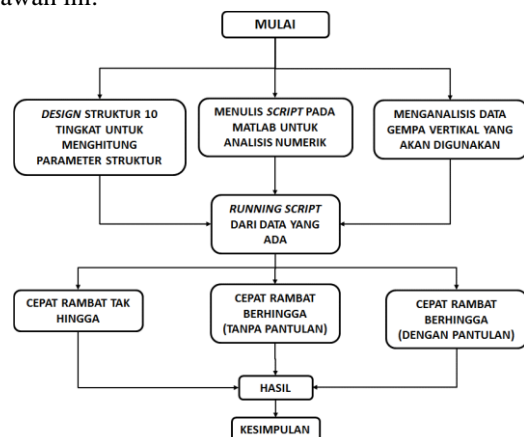 awah ini.
MULAI
DESIGN STRUKTUR 10
TINGKAT UNTUK
MENGHITUNG
PARAMETER STRUKTUR
MENULIS SCRIPT PADA
MATLAB UNTUK
ANALISIS NUMERIK
MENGANALISIS DATA
GEMPA VERTIKAL YANG
AKAN DIGUNAKAN
RUNNING SCRIPT
DARI DATA YANG
ADA
CEPAT RAMBAT TAK
HINGGA
CEPAT RAMBAT
BERHINGGA
(TANPA PANTULAN)
CEPAT RAMBAT
BERHINGGA
(DENGAN PANTULAN)
HASIL
KESIMPULAN